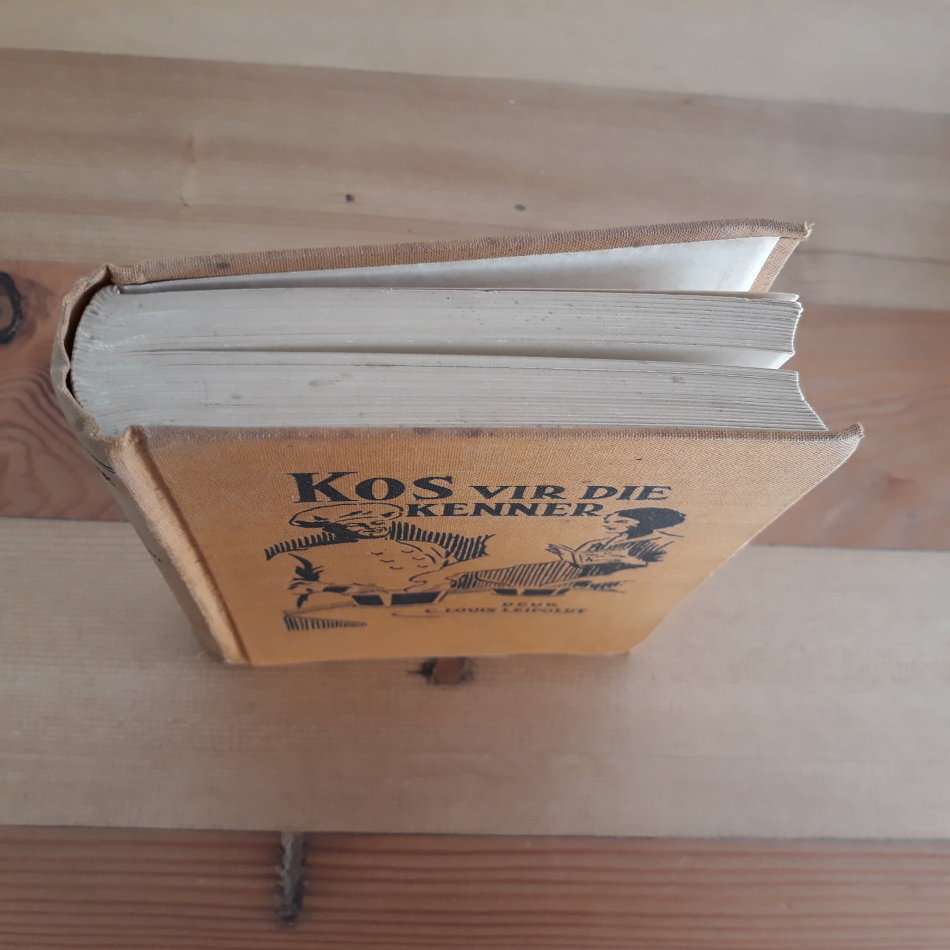 KOS VIR DIE
KENNER
DEUR
C. LOUIS LEIPOLDT